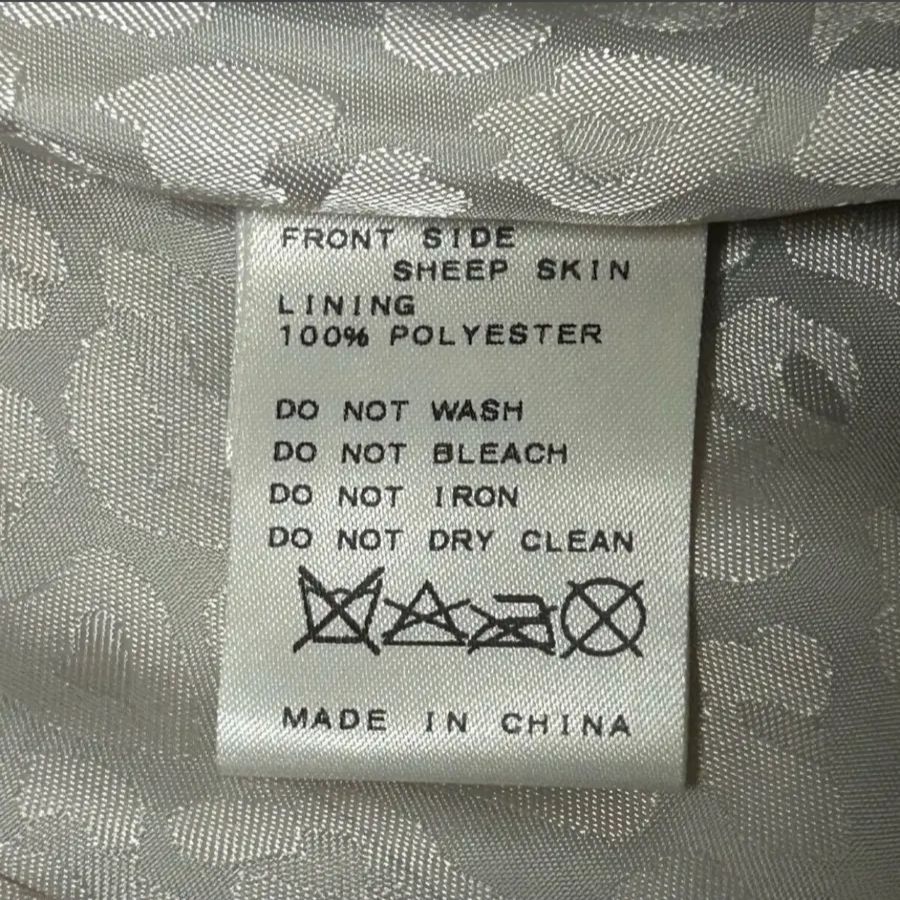 FRONT SIDE
SHEEP SKIN
LINING
100% POLYESTER
DO NOT WASH
DO NOT BLEACH
DO NOT IRON
DO NOT DRY CLEAN
MADE IN CHINA